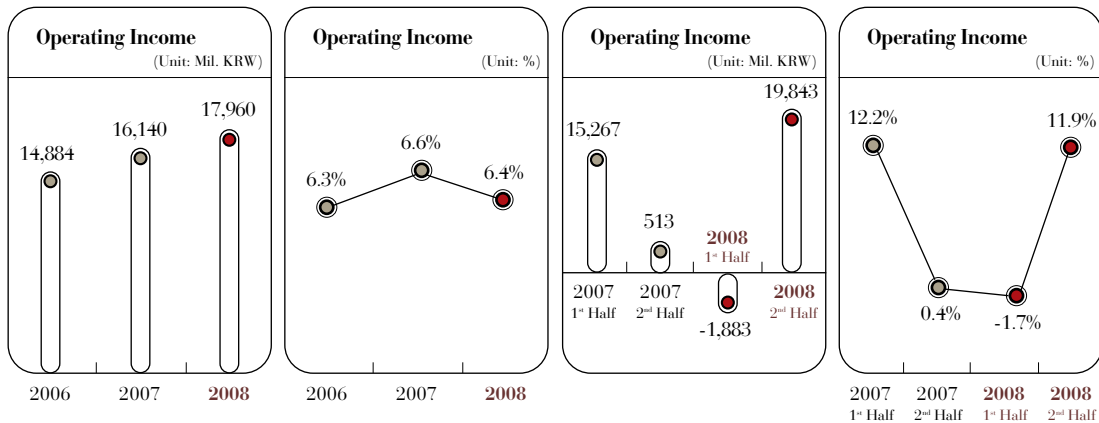 Operating Income
(Unit: Mil. KRW)
14,884
16,140
17,960
2006
2007
2008
Operating Income
(Unit: %)
6.3%
6.6%
6.4%
2006
2007
2008
Operating Income
(Unit: Mil. KRW)
15,267
513
-1,883
19,843
2007
1st Half
2007
2nd Half
2008
1st Half
2008
2nd Half
Operating Income
(Unit: %)
12.2%
0.4%
-1.7%
11.9%
2007
1st Half
2007
2nd Half
2008
1st Half
2008
2nd Half